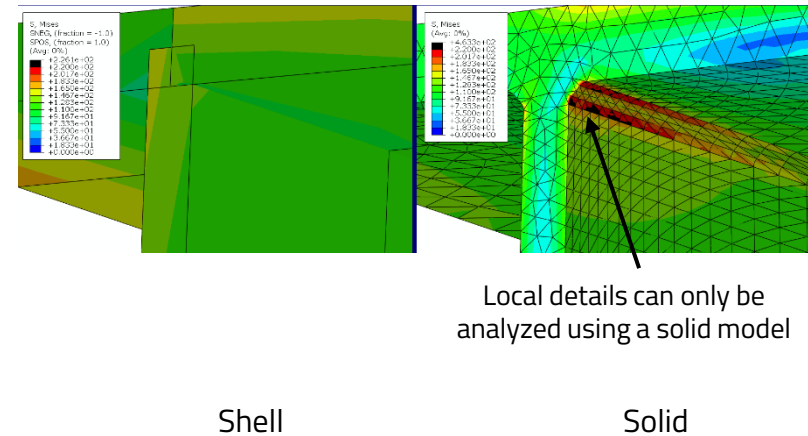 S, Mises
SNEG, (fraction = -1.0)
SPOS, (fraction = 1.0)
(Avg: 0%)
+2.261e+02
+2.200e+02
+2.017e+02
+1.833e+02
+1.650e+02
+1.467e+02
+1.283e+02
+1.100e+02
+9.167e+01
+7.333e+01
+5.500e+01
+3.667e+01
+1.833e+01
+0.000e+00
S, Mises
(Avg: 0%)
+4.633e+02
+2.200e+02
+2.017e+02
+1.833e+02
+1.650e+02
+1.467e+02
+1.283e+02
+1.100e+02
+9.167e+01
+7.333e+01
+5.500e+01
+3.667e+01
+1.833e+01
+0.000e+00
Local details can only be
analyzed using a solid model
Shell
Solid